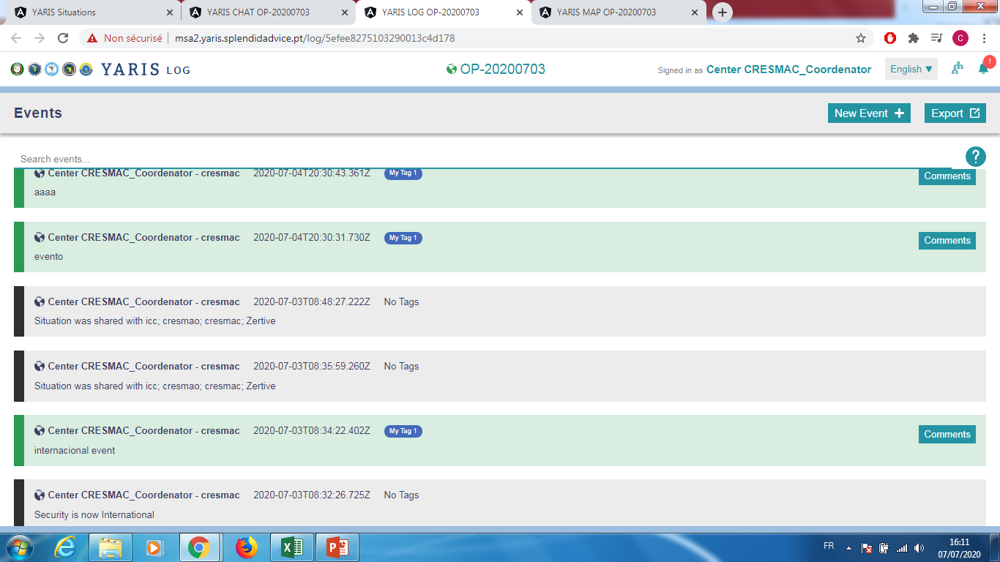 YARIS Situations
YARIS CHAT OP-20200703
YARIS LOG OP-20200703
YARIS MAP OP-20200703
Non sécurisé | msa2.yaris.splendidadvice.pt/log/5efee8275103290013c4d178
C
YARIS LOG
OP-20200703
Signed in as Center CRESMAC_Coordenator
English ▼
!
Events
New Event +
Export
Search events...
?
Center CRESMAC_Coordenator - cresmac 2020-07-04T20:30:43.361Z My Tag 1
Comments
aaaa
Center CRESMAC_Coordenator - cresmac 2020-07-04T20:30:31.730Z My Tag 1
Comments
evento
Center CRESMAC_Coordenator - cresmac 2020-07-03T08:48:27.222Z No Tags
Situation was shared with icc; cresmao; cresmac; Zertive
Center CRESMAC_Coordenator - cresmac 2020-07-03T08:35:59.260Z No Tags
Situation was shared with icc; cresmao; cresmac; Zertive
Center CRESMAC_Coordenator - cresmac 2020-07-03T08:34:22.402Z My Tag 1
Comments
internacional event
Center CRESMAC_Coordenator - cresmac 2020-07-03T08:32:26.725Z No Tags
Security is now International
FR
16:11
07/07/2020